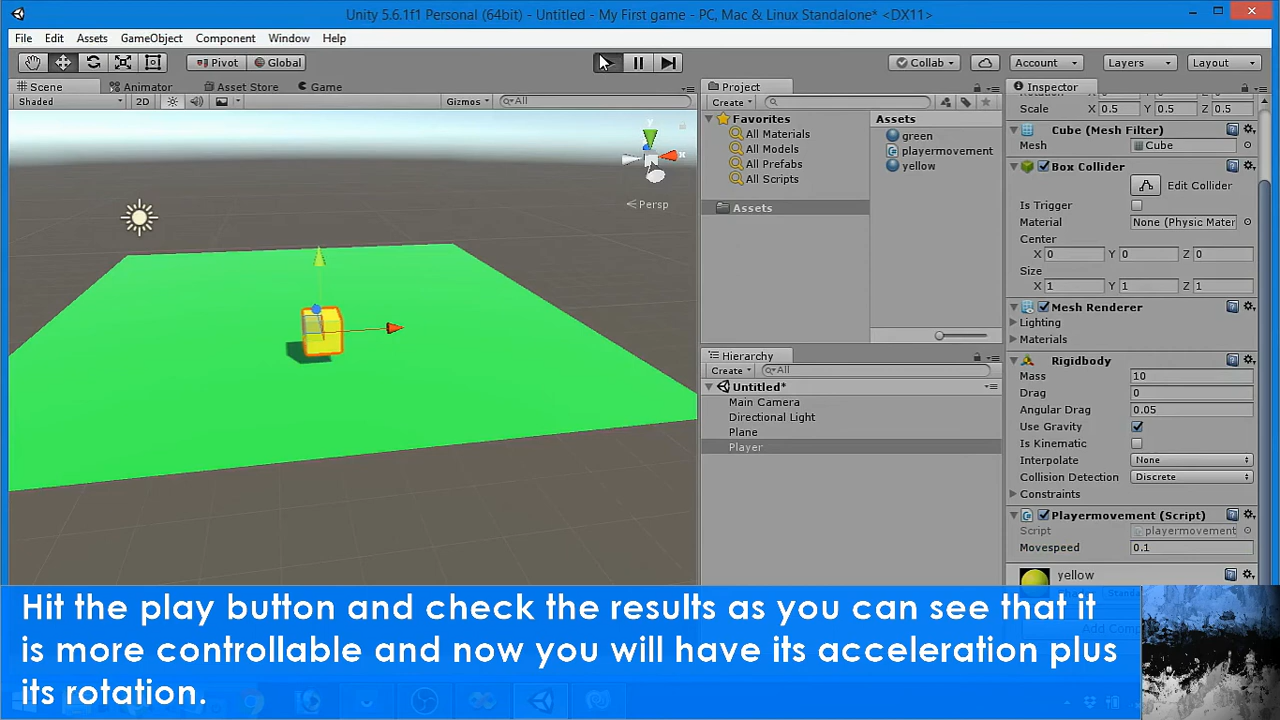 Unity 5.6.1f1 Personal (64bit) - Untitled - My First game - PC, Mac & Linux Standalone* <DX11>
File Edit Assets GameObject Component Window Help
Pivot Global Collab Account Layers Layout
Scene Animator Asset Store Game
Shaded 2D Gizmos All
y
x
Persp
Project
Create
Favorites
All Materials
All Models
All Prefabs
All Scripts
Assets
Assets
green
playermovement
yellow
Hierarchy
Create All
Untitled*
Main Camera
Directional Light
Plane
Player
Inspector
Rotation
Scale X 0.5 Y 0.5 Z 0.5
Cube (Mesh Filter)
Mesh Cube
Box Collider
Edit Collider
Is Trigger
Material None (Physic Mater
Center
X 0 Y 0 Z 0
Size
X 1 Y 1 Z 1
Mesh Renderer
Lighting
Materials
Rigidbody
Mass 10
Drag 0
Angular Drag 0.05
Use Gravity
Is Kinematic
Interpolate None
Collision Detection Discrete
Constraints
Playermovement (Script)
Script playermovement
Movespeed 0.1
yellow
Hit the play button and check the results as you can see that it
is more controllable and now you will have its acceleration plus
its rotation.